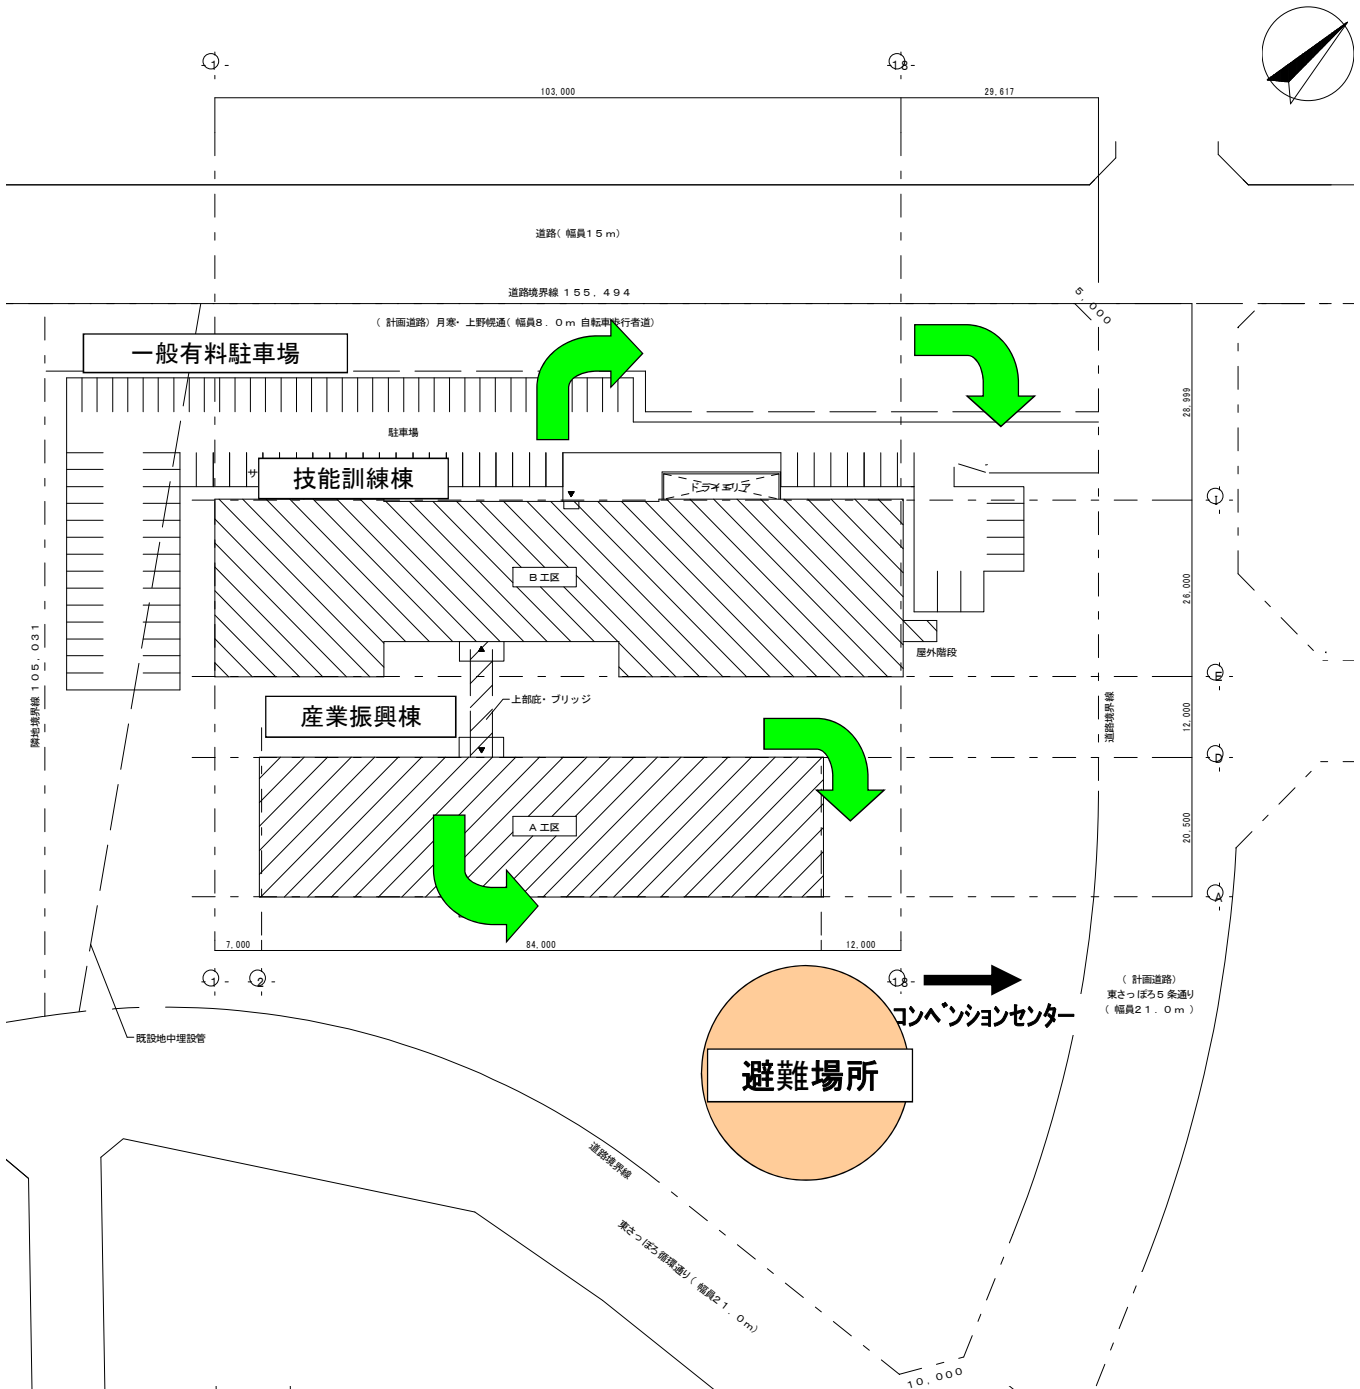 -1-
-18-
103,000
29,617
道路(幅員15m)
道路境界線 155.494
5,000
(計画道路)月寒・上野幌通(幅員8.0m 自転車歩行者道)
一般有料駐車場
28,999
駐車場
サ
技能訓練棟
ドライエリア
I
B工区
26,000
隣地境界線 105.031
屋外階段
E
上部庇・ブリッジ
産業振興棟
12,000
道路境界線
D
A工区
20,500
A
7,000
84,000
12,000
-1-
-2-
-18-
コンベンションセンター
(計画道路)
東さっぽろ5条通り
(幅員21.0m)
既設地中埋設管
避難場所
道路境界線
東さっぽろ循環通り(幅員21.0m)
10,000